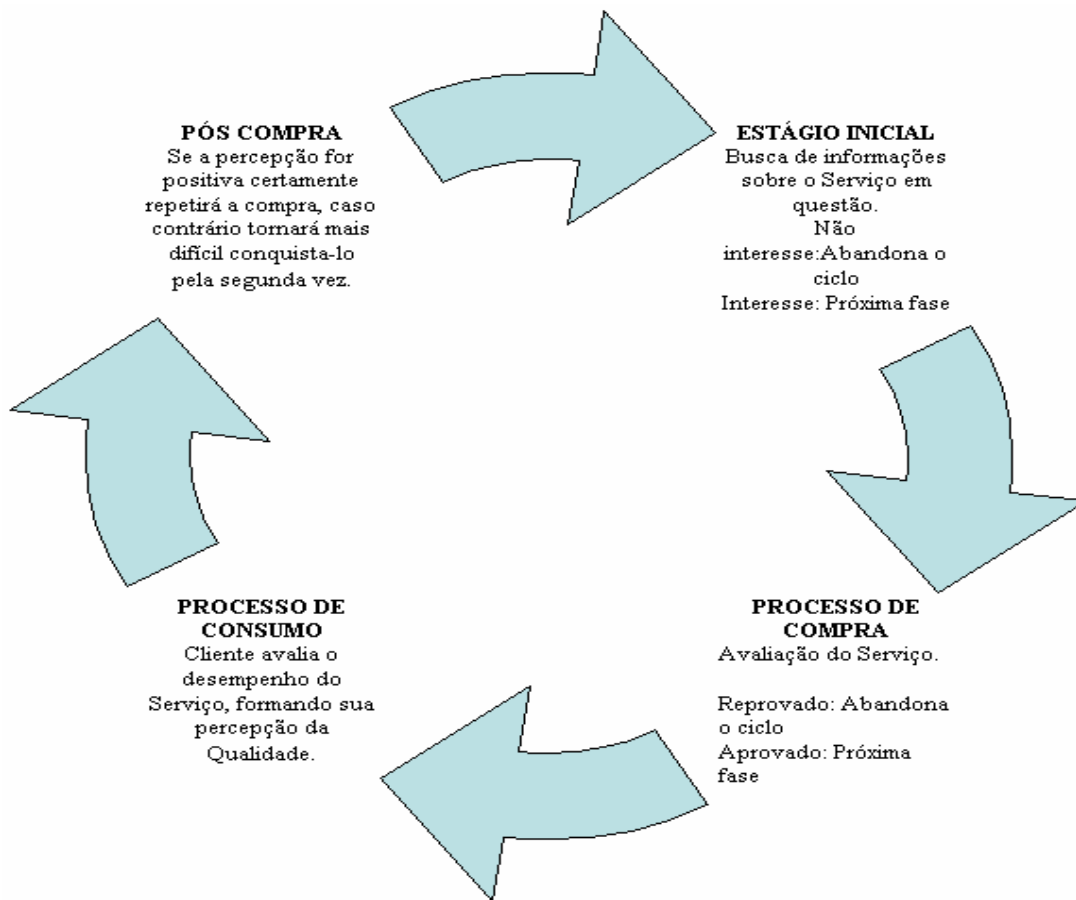 PÓS COMPRA
Se a percepção for
positiva certamente
repetirá a compra, caso
contrário tornará mais
difícil conquista-lo
pela segunda vez.
ESTÁGIO INICIAL
Busca de informações
sobre o Serviço em
questão.
Não
interesse:Abandona o
ciclo
Interesse: Próxima fase
PROCESSO DE
COMPRA
Avaliação do Serviço.
Reprovado: Abandona
o ciclo
Aprovado: Próxima
fase
PROCESSO DE
CONSUMO
Cliente avalia o
desempenho do
Serviço, formando sua
percepção da
Qualidade.